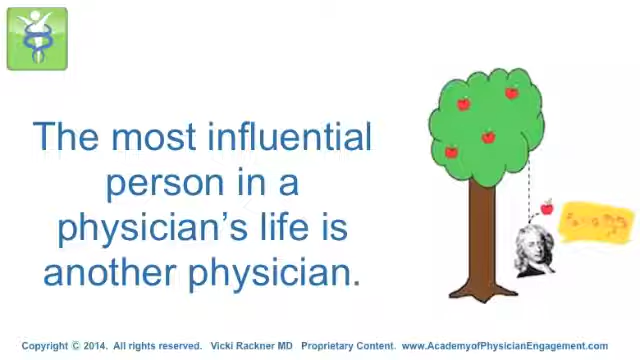 The most influential
person in a
physician’s life is
another physician.
Copyright © 2014. All rights reserved. Vicki Rackner MD Proprietary Content. www.AcademyofPhysicianEngagement.com